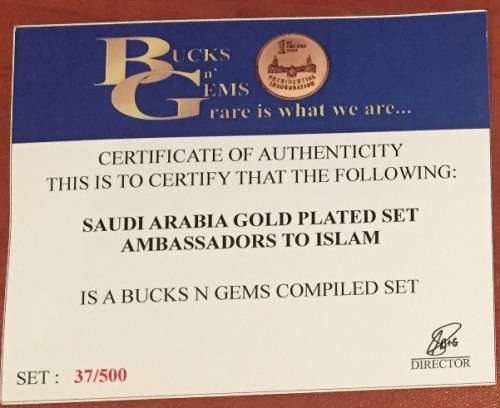 BUCKS
n'
GEMS
rare is what we are...
PRESIDENTIAL
INAUGURATION
CERTIFICATE OF AUTHENTICITY
THIS IS TO CERTIFY THAT THE FOLLOWING:
SAUDI ARABIA GOLD PLATED SET
AMBASSADORS TO ISLAM
IS A BUCKS N GEMS COMPILED SET
DIRECTOR
SET : 37/500